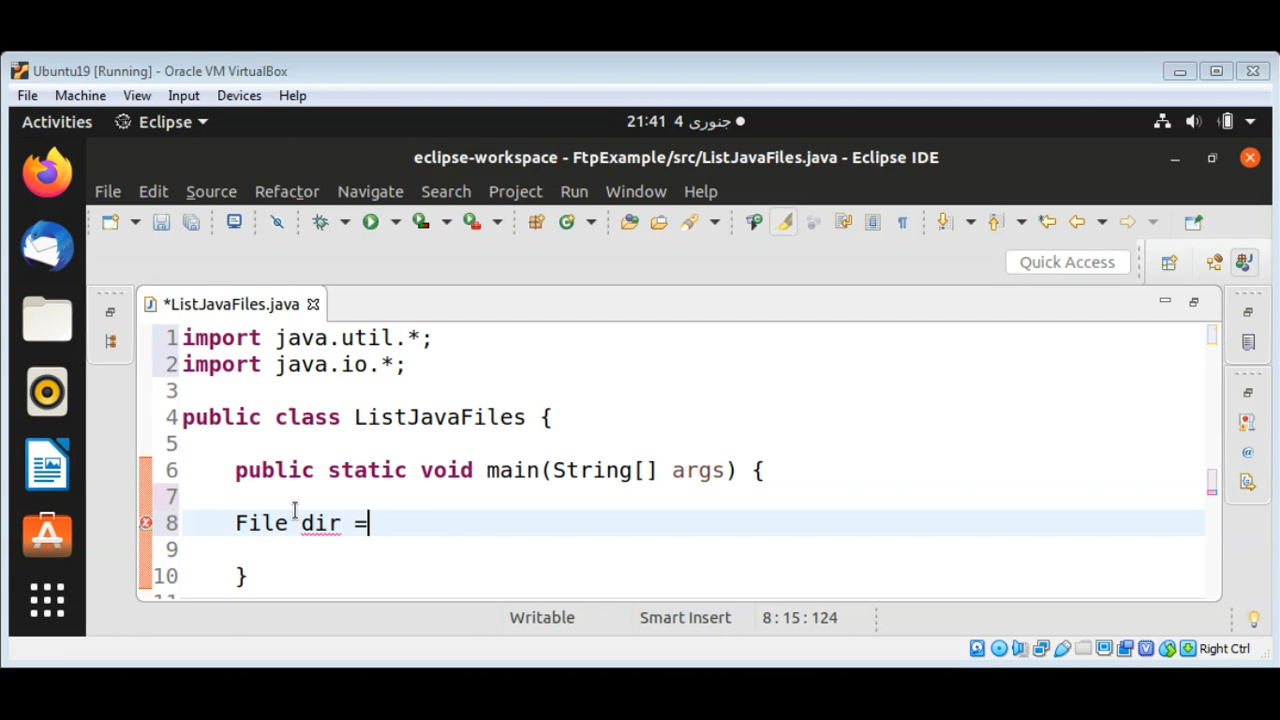 Ubuntu19 [Running] - Oracle VM VirtualBox
File Machine View Input Devices Help
Activities Eclipse 21:41 4 جنوری
eclipse-workspace - FtpExample/src/ListJavaFiles.java - Eclipse IDE
File Edit Source Refactor Navigate Search Project Run Window Help
Quick Access
*ListJavaFiles.java
1 import java.util.*;
2 import java.io.*;
3
4 public class ListJavaFiles {
5
6 public static void main(String[] args) {
7
8 File dir =
9
10 }
Writable Smart Insert 8:15:124
Right Ctrl